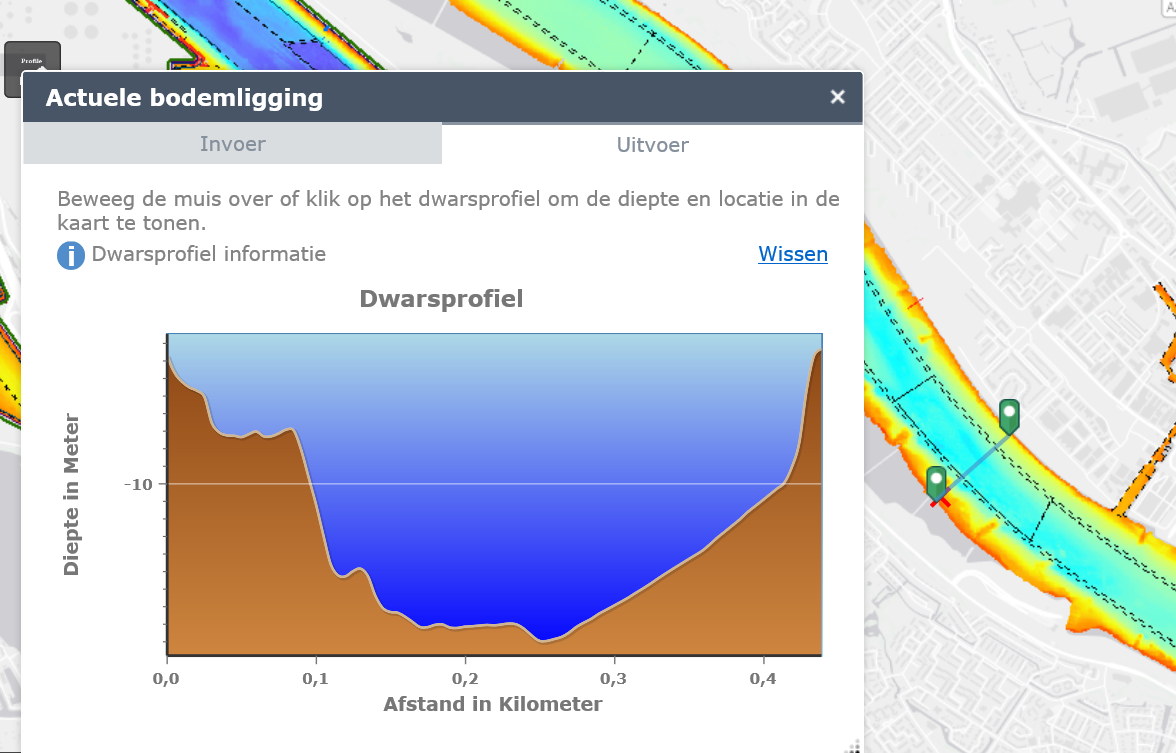 Profile
Actuele bodemligging
Invoer
Uitvoer
Beweeg de muis over of klik op het dwarsprofiel om de diepte en locatie in de
kaart te tonen.
Dwarsprofiel informatie
Wissen
Dwarsprofiel
Diepte in Meter
-10
0,0 0,1 0,2 0,3 0,4
Afstand in Kilometer